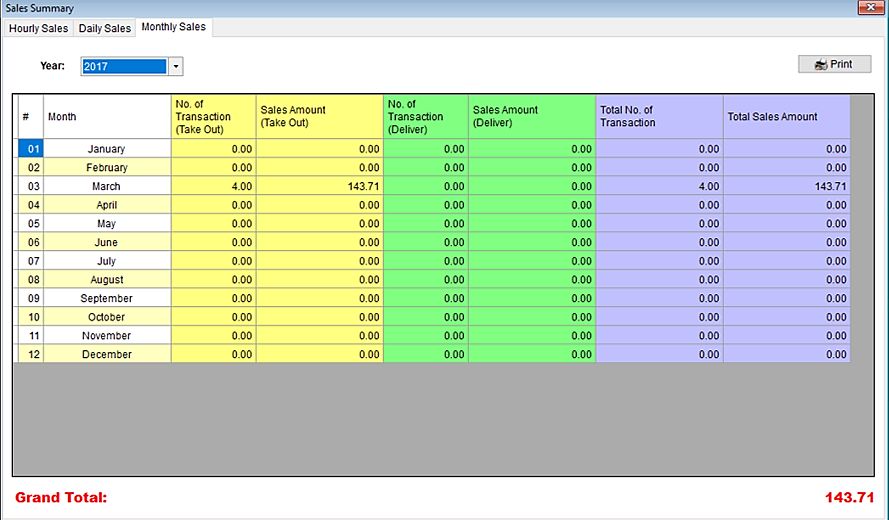 Sales Summary
Hourly Sales Daily Sales Monthly Sales
Year: 2017 Print
# Month No. of Transaction (Take Out) Sales Amount (Take Out) No. of Transaction (Deliver) Sales Amount (Deliver) Total No. of Transaction Total Sales Amount
01 January 0.00 0.00 0.00 0.00 0.00 0.00
02 February 0.00 0.00 0.00 0.00 0.00 0.00
03 March 4.00 143.71 0.00 0.00 4.00 143.71
04 April 0.00 0.00 0.00 0.00 0.00 0.00
05 May 0.00 0.00 0.00 0.00 0.00 0.00
06 June 0.00 0.00 0.00 0.00 0.00 0.00
07 July 0.00 0.00 0.00 0.00 0.00 0.00
08 August 0.00 0.00 0.00 0.00 0.00 0.00
09 September 0.00 0.00 0.00 0.00 0.00 0.00
10 October 0.00 0.00 0.00 0.00 0.00 0.00
11 November 0.00 0.00 0.00 0.00 0.00 0.00
12 December 0.00 0.00 0.00 0.00 0.00 0.00
Grand Total: 143.71